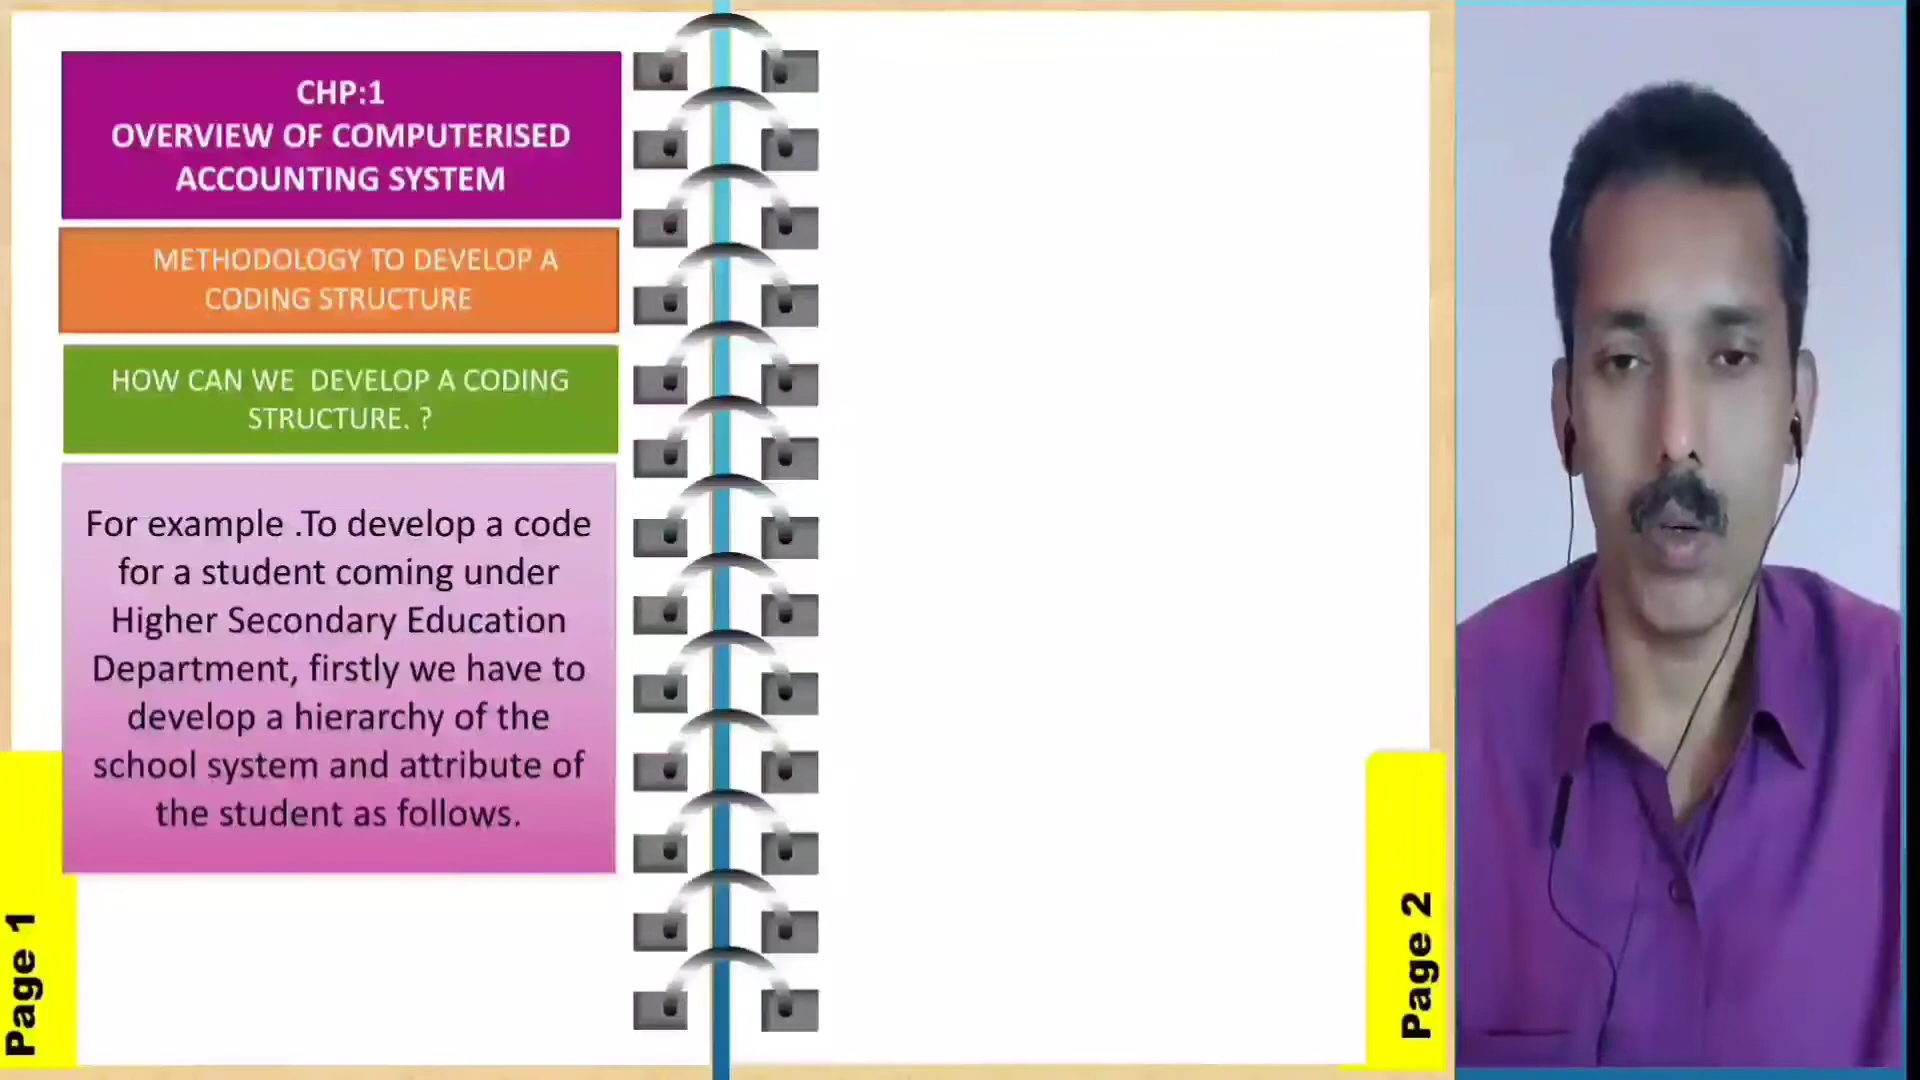 CHP:1
OVERVIEW OF COMPUTERISED
ACCOUNTING SYSTEM
METHODOLOGY TO DEVELOP A
CODING STRUCTURE
HOW CAN WE DEVELOP A CODING
STRUCTURE. ?
For example .To develop a code
for a student coming under
Higher Secondary Education
Department, firstly we have to
develop a hierarchy of the
school system and attribute of
the student as follows.
Page 1
Page 2